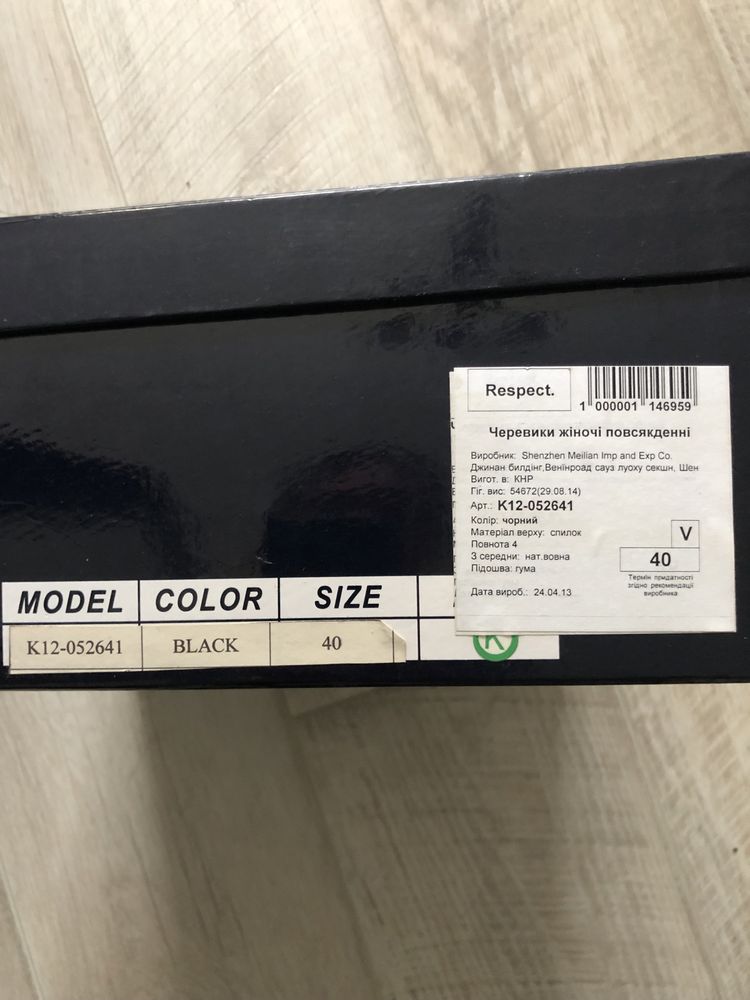 Respect.
1 000001 146959
Черевики жіночі повсякденні
Виробник: Shenzhen Meilian Imp and Exp Co.
Джинан билдінг,Венінроад сауз луоху секшн, Шен
Вигот. в: КНР
Гіг. вис: 54672(29.08.14)
Арт.: K12-052641
Колір: чорний
Матеріал верху: спилок
Повнота 4
З середни: нат.вовна
Підошва: гума
V
40
Термін придатності
згідно рекомендації
виробника
Дата вироб.: 24.04.13
MODEL COLOR SIZE
K12-052641 BLACK 40
K